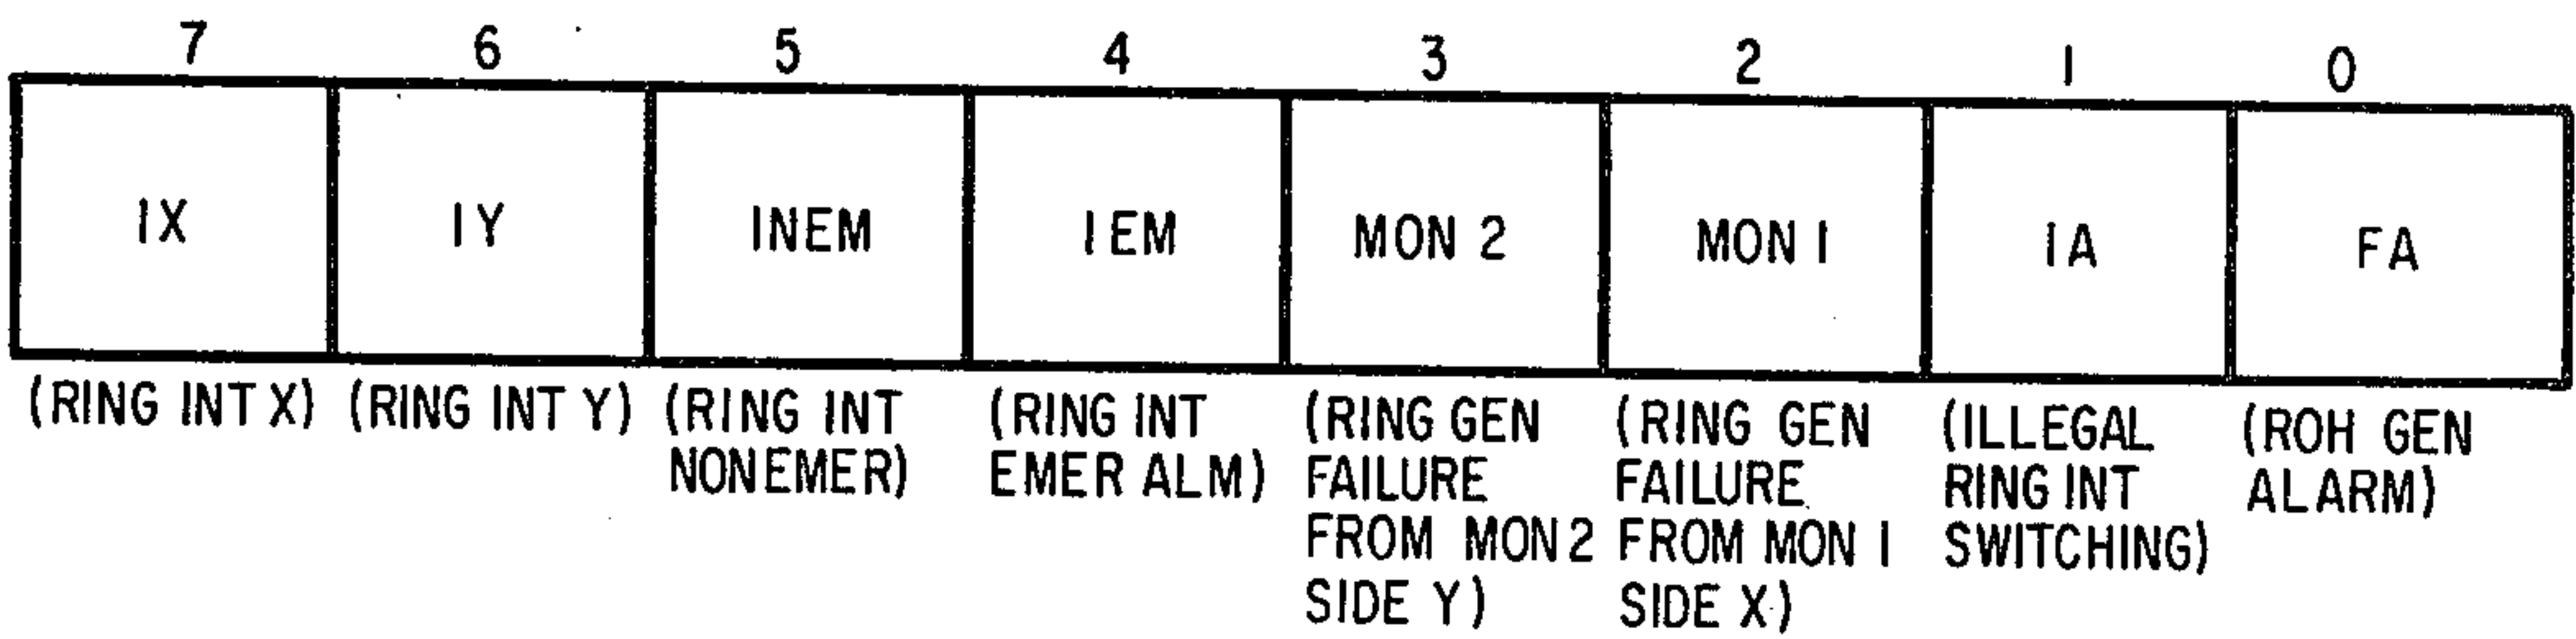 7 6 5 4 3 2 1 0
IX IY INEM IEM MON 2 MON 1 IA FA
(RING INT X) (RING INT Y) (RING INT (RING INT (RING GEN (RING GEN (ILLEGAL (ROH GEN
NONEMER) EMER ALM) FAILURE FAILURE RING INT ALARM)
FROM MON 2 FROM MON 1 SWITCHING)
SIDE Y) SIDE X)